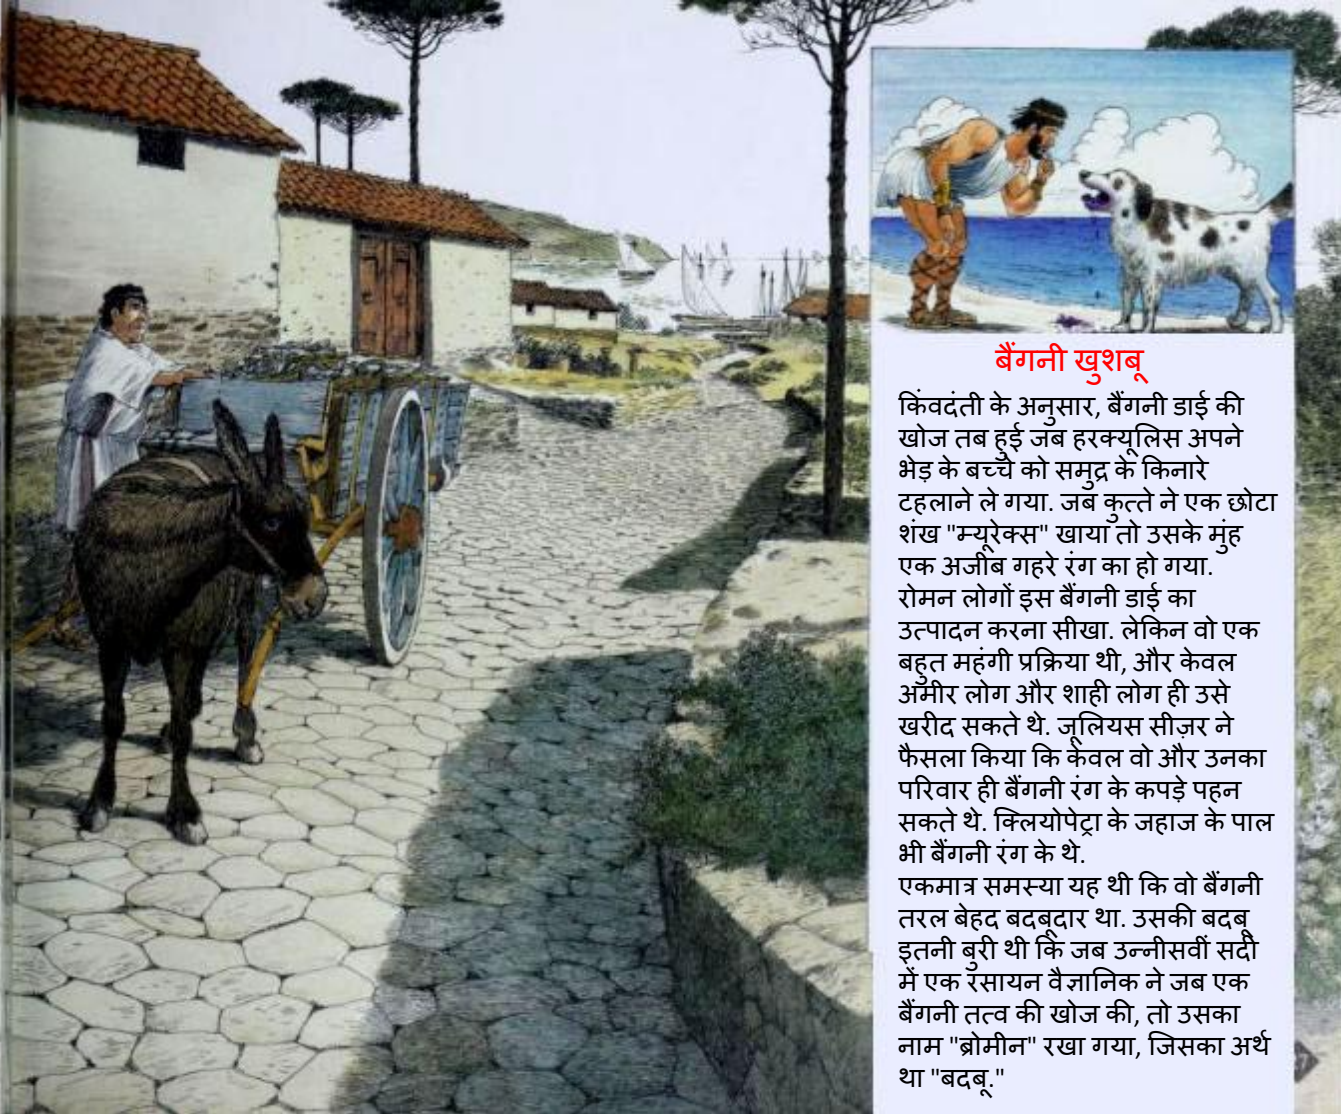 बैंगनी खुशबू
किंवदंती के अनुसार, बैंगनी डाई की
खोज तब हुई जब हरक्यूलिस अपने
भेड़ के बच्चे को समुद्र के किनारे
टहलाने ले गया. जब कुत्ते ने एक छोटा
शंख "म्यूरेक्स" खाया तो उसके मुंह
एक अजीब गहरे रंग का हो गया.
रोमन लोगों इस बैंगनी डाई का
उत्पादन करना सीखा. लेकिन वो एक
बहुत महंगी प्रक्रिया थी, और केवल
अमीर लोग और शाही लोग ही उसे
खरीद सकते थे. जूलियस सीज़र ने
फैसला किया कि केवल वो और उनका
परिवार ही बैंगनी रंग के कपड़े पहन
सकते थे. क्लियोपेट्रा के जहाज के पाल
भी बैंगनी रंग के थे.
एकमात्र समस्या यह थी कि वो बैंगनी
तरल बेहद बदबूदार था. उसकी बदबू
इतनी बुरी थी कि जब उन्नीसवीं सदी
में एक रसायन वैज्ञानिक ने जब एक
बैंगनी तत्व की खोज की, तो उसका
नाम "ब्रोमीन" रखा गया, जिसका अर्थ
था "बदबू."